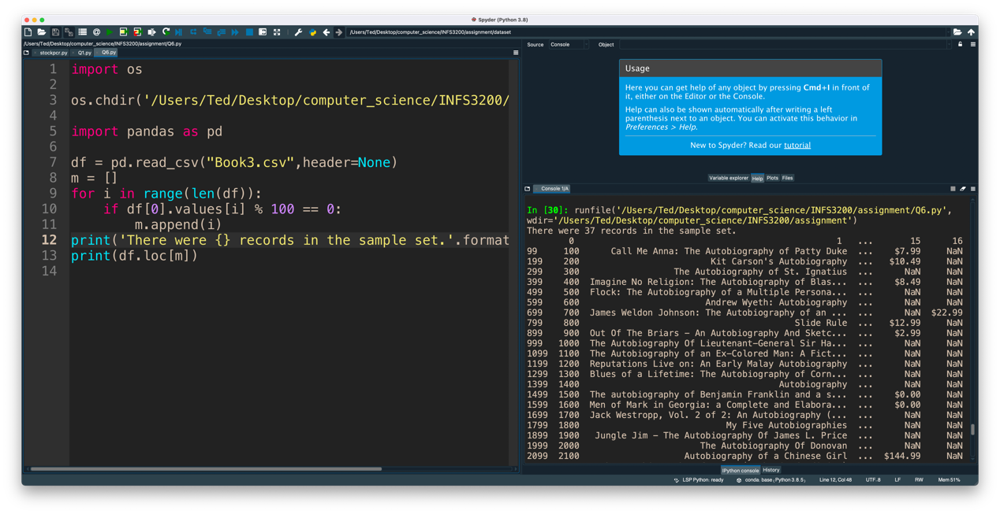 Spyder (Python 3.8)
/Users/Ted/Desktop/computer_science/INFS3200/assignment/dataset
/Users/Ted/Desktop/computer_science/INFS3200/assignment/Q6.py
stockpcr.py Q1.py Q6.py
1 import os
2
3 os.chdir('/Users/Ted/Desktop/computer_science/INFS3200/
4
5 import pandas as pd
6
7 df = pd.read_csv("Book3.csv",header=None)
8 m = []
9 for i in range(len(df)):
10 if df[0].values[i] % 100 == 0:
11 m.append(i)
12 print('There were {} records in the sample set.'.format
13 print(df.loc[m])
14
Source Console Object
Usage
Here you can get help of any object by pressing Cmd+I in front of
it, either on the Editor or the Console.
Help can also be shown automatically after writing a left
parenthesis next to an object. You can activate this behavior in
Preferences > Help.
New to Spyder? Read our tutorial
Variable explorer Help Plots Files
Console 1/A
In [30]: runfile('/Users/Ted/Desktop/computer_science/INFS3200/assignment/Q6.py',
wdir='/Users/Ted/Desktop/computer_science/INFS3200/assignment')
There were 37 records in the sample set.
0 1 ... 15 16
99 100 Call Me Anna: The Autobiography of Patty Duke ... $7.99 NaN
199 200 Kit Carson's Autobiography ... $10.49 NaN
299 300 The Autobiography of St. Ignatius ... NaN NaN
399 400 Imagine No Religion: The Autobiography of Blas... ... $8.49 NaN
499 500 Flock: The Autobiography of a Multiple Persona... ... NaN NaN
599 600 Andrew Wyeth: Autobiography ... NaN NaN
699 700 James Weldon Johnson: The Autobiography of an ... ... NaN $22.99
799 800 Slide Rule ... $12.99 NaN
899 900 Out Of The Briars - An Autobiography And Sketc... ... $2.99 NaN
999 1000 The Autobiography Of Lieutenant-General Sir Ha... ... NaN NaN
1099 1100 The Autobiography of an Ex-Colored Man: A Fict... ... NaN NaN
1199 1200 Reputations Live on: An Early Malay Autobiography ... NaN NaN
1299 1300 Blues of a Lifetime: The Autobiography of Corn... ... NaN NaN
1399 1400 Autobiography ... NaN NaN
1499 1500 The autobiography of Benjamin Franklin and a s... ... $0.00 NaN
1599 1600 Men of Mark in Georgia: a Complete and Elabora... ... $0.00 NaN
1699 1700 Jack Westropp, Vol. 2 of 2: An Autobiography (... ... NaN NaN
1799 1800 My Five Autobiographies ... NaN NaN
1899 1900 Jungle Jim - The Autobiography Of James L. Price ... NaN NaN
1999 2000 The Autobiography Of Donovan ... NaN NaN
2099 2100 Autobiography of a Chinese Girl ... $144.99 NaN
IPython console History
LSP Python: ready conda: base (Python 3.8.5) Line 12, Col 48 UTF-8 LF RW Mem 51%